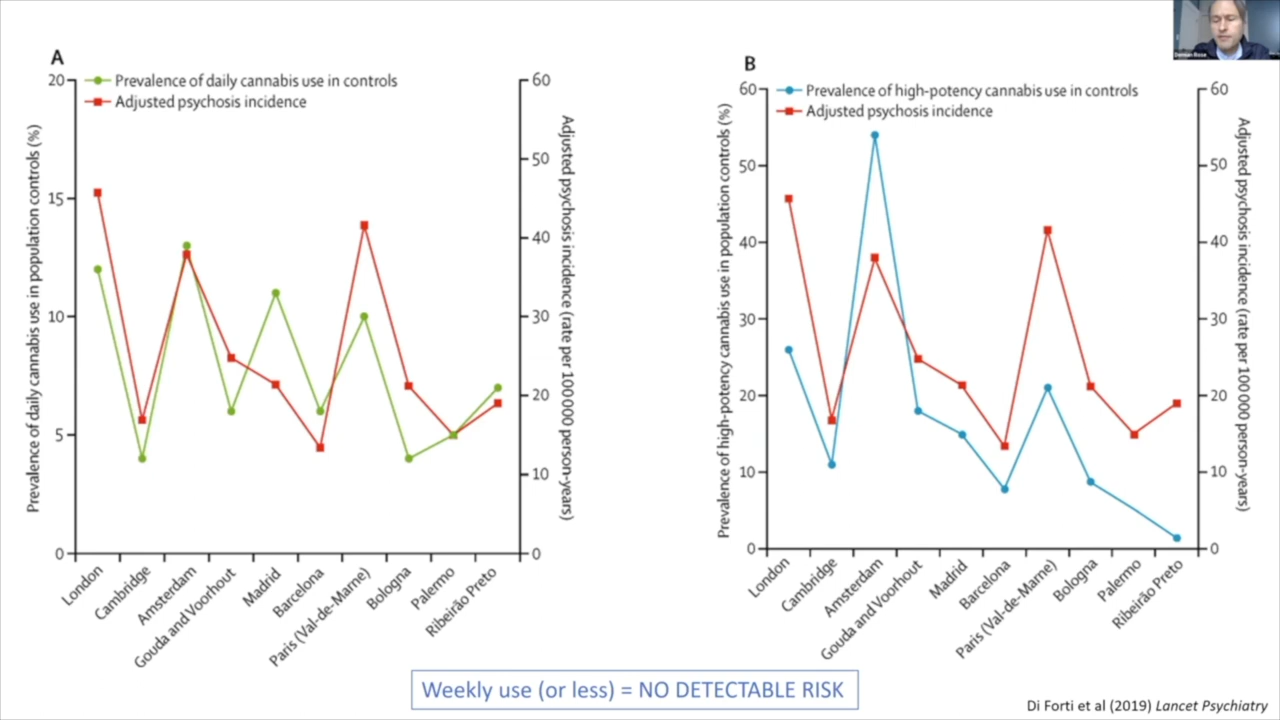 A
Prevalence of daily cannabis use in controls
Adjusted psychosis incidence
Prevalence of daily cannabis use in population controls (%)
20
15
10
5
0
60
50
40
30
20
10
0
Adjusted psychosis incidence (rate per 100 000 person-years)
London
Cambridge
Amsterdam
Gouda and Voorhout
Madrid
Barcelona
Paris (Val-de-Marne)
Bologna
Palermo
Ribeirão Preto
B
Prevalence of high-potency cannabis use in controls
Adjusted psychosis incidence
Prevalence of high-potency cannabis use in population controls (%)
60
50
40
30
20
10
0
60
50
40
30
20
10
0
Adjusted psychosis incidence (rate per 100 000 person-years)
London
Cambridge
Amsterdam
Gouda and Voorhout
Madrid
Barcelona
Paris (Val-de-Marne)
Bologna
Palermo
Ribeirão Preto
Weekly use (or less) = NO DETECTABLE RISK
Di Forti et al (2019) Lancet Psychiatry